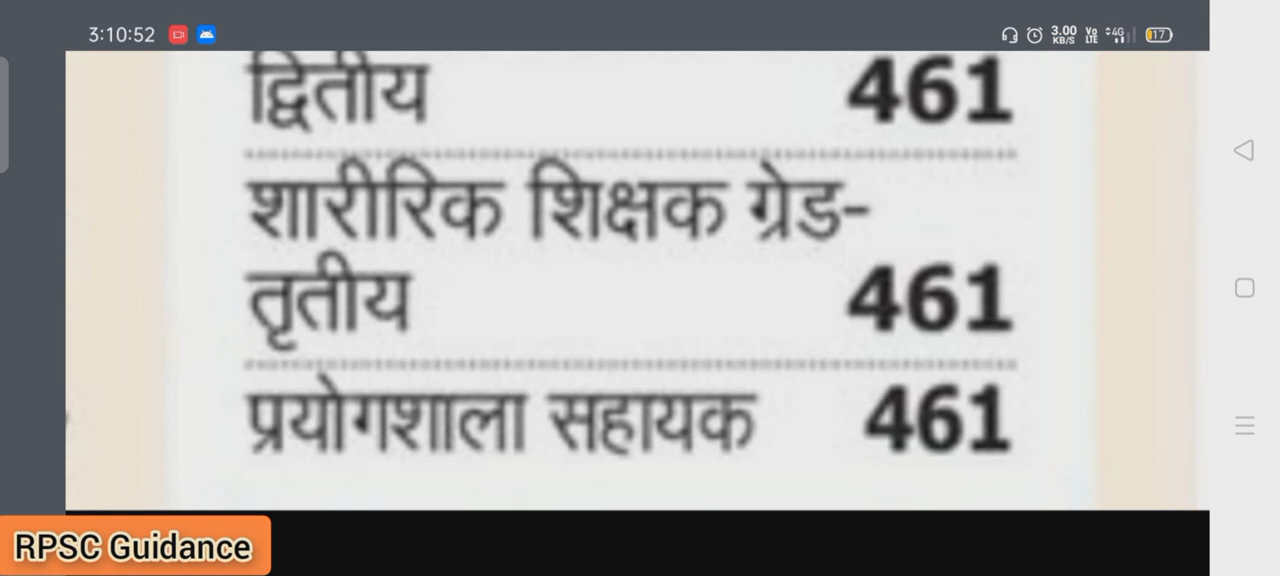 3:10:52 3.00 KB/S Vo LTE 4G 17
द्वितीय 461
शारीरिक शिक्षक ग्रेड-
तृतीय 461
प्रयोगशाला सहायक 461
RPSC Guidance